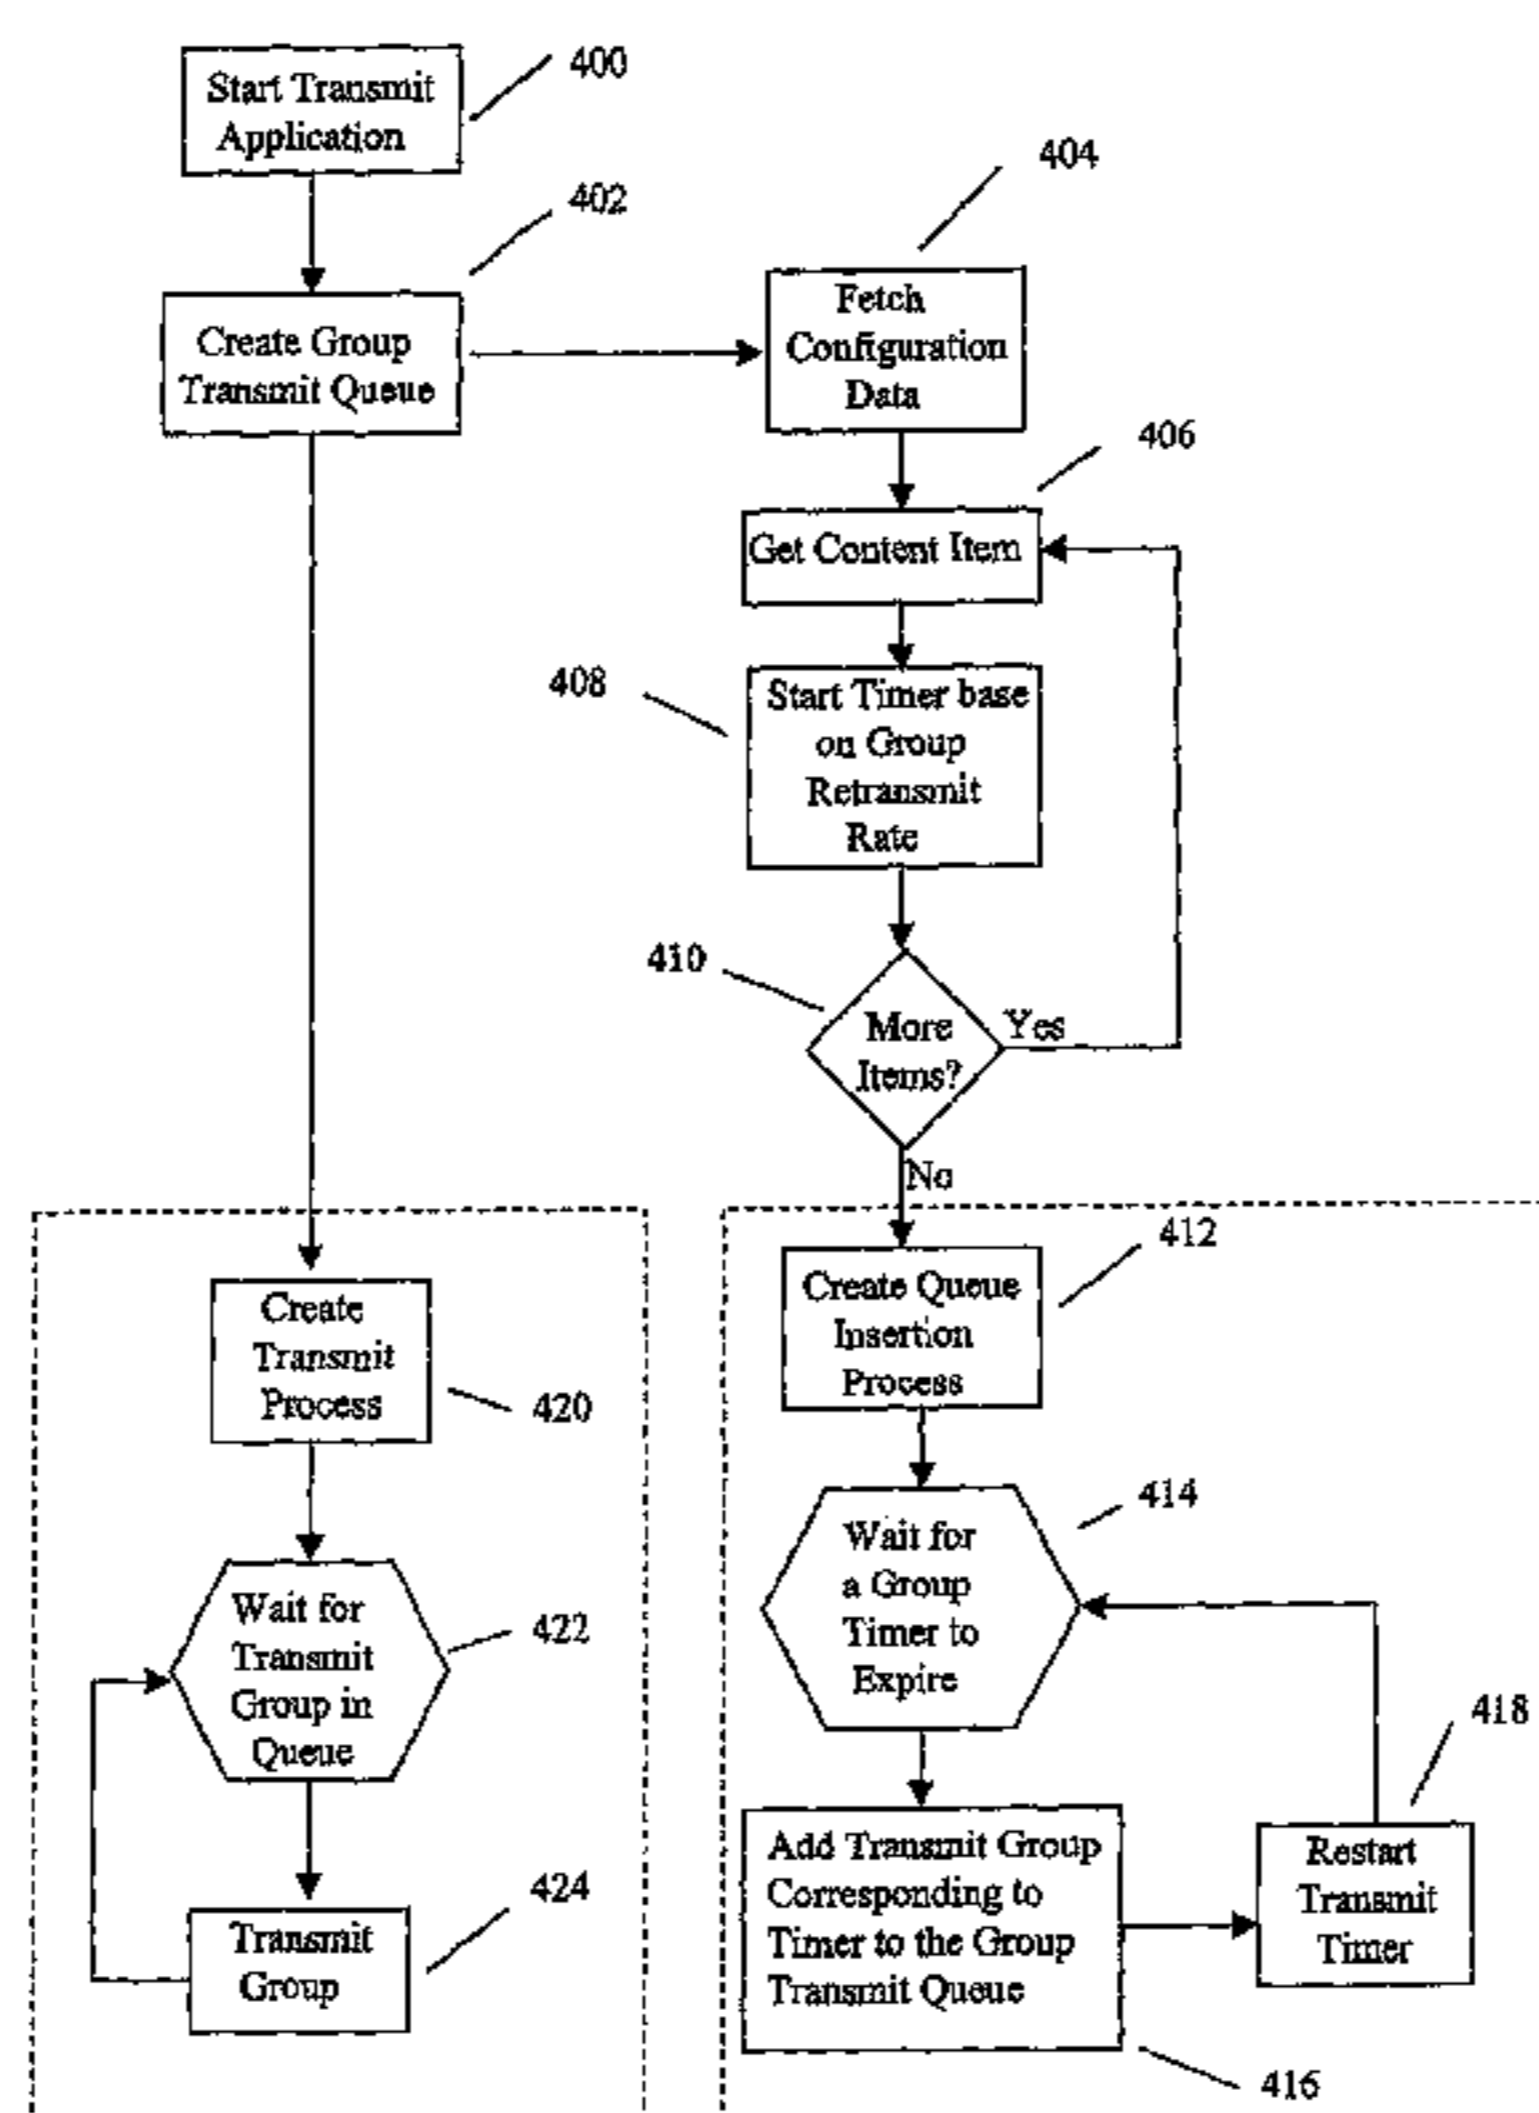 Start Transmit
Application
400
402
Create Group
Transmit Queue
404
Fetch
Configuration
Data
406
Get Content Item
408
Start Timer base
on Group
Retransmit
Rate
410
More
Items?
Yes
No
412
Create Queue
Insertion
Process
414
Wait for
a Group
Timer to
Expire
418
Add Transmit Group
Corresponding to
Timer to the Group
Transmit Queue
Restart
Transmit
Timer
416
Create
Transmit
Process
420
Wait for
Transmit
Group in
Queue
422
424
Transmit
Group